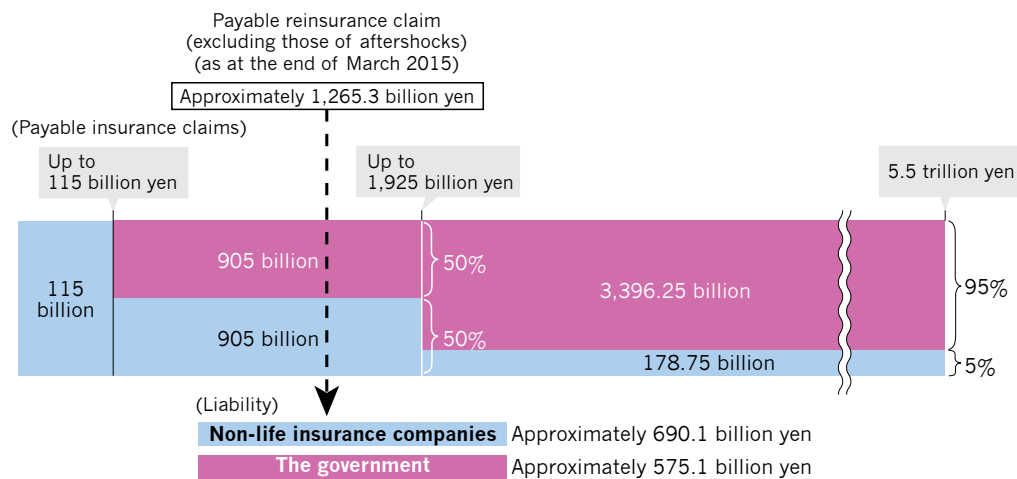 Payable reinsurance claim
(excluding those of aftershocks)
(as at the end of March 2015)
Approximately 1,265.3 billion yen
(Payable insurance claims)
Up to
115 billion yen
Up to
1,925 billion yen
5.5 trillion yen
115
billion
905 billion
50%
905 billion
50%
3,396.25 billion
95%
178.75 billion
5%
(Liability)
Non-life insurance companies Approximately 690.1 billion yen
The government Approximately 575.1 billion yen